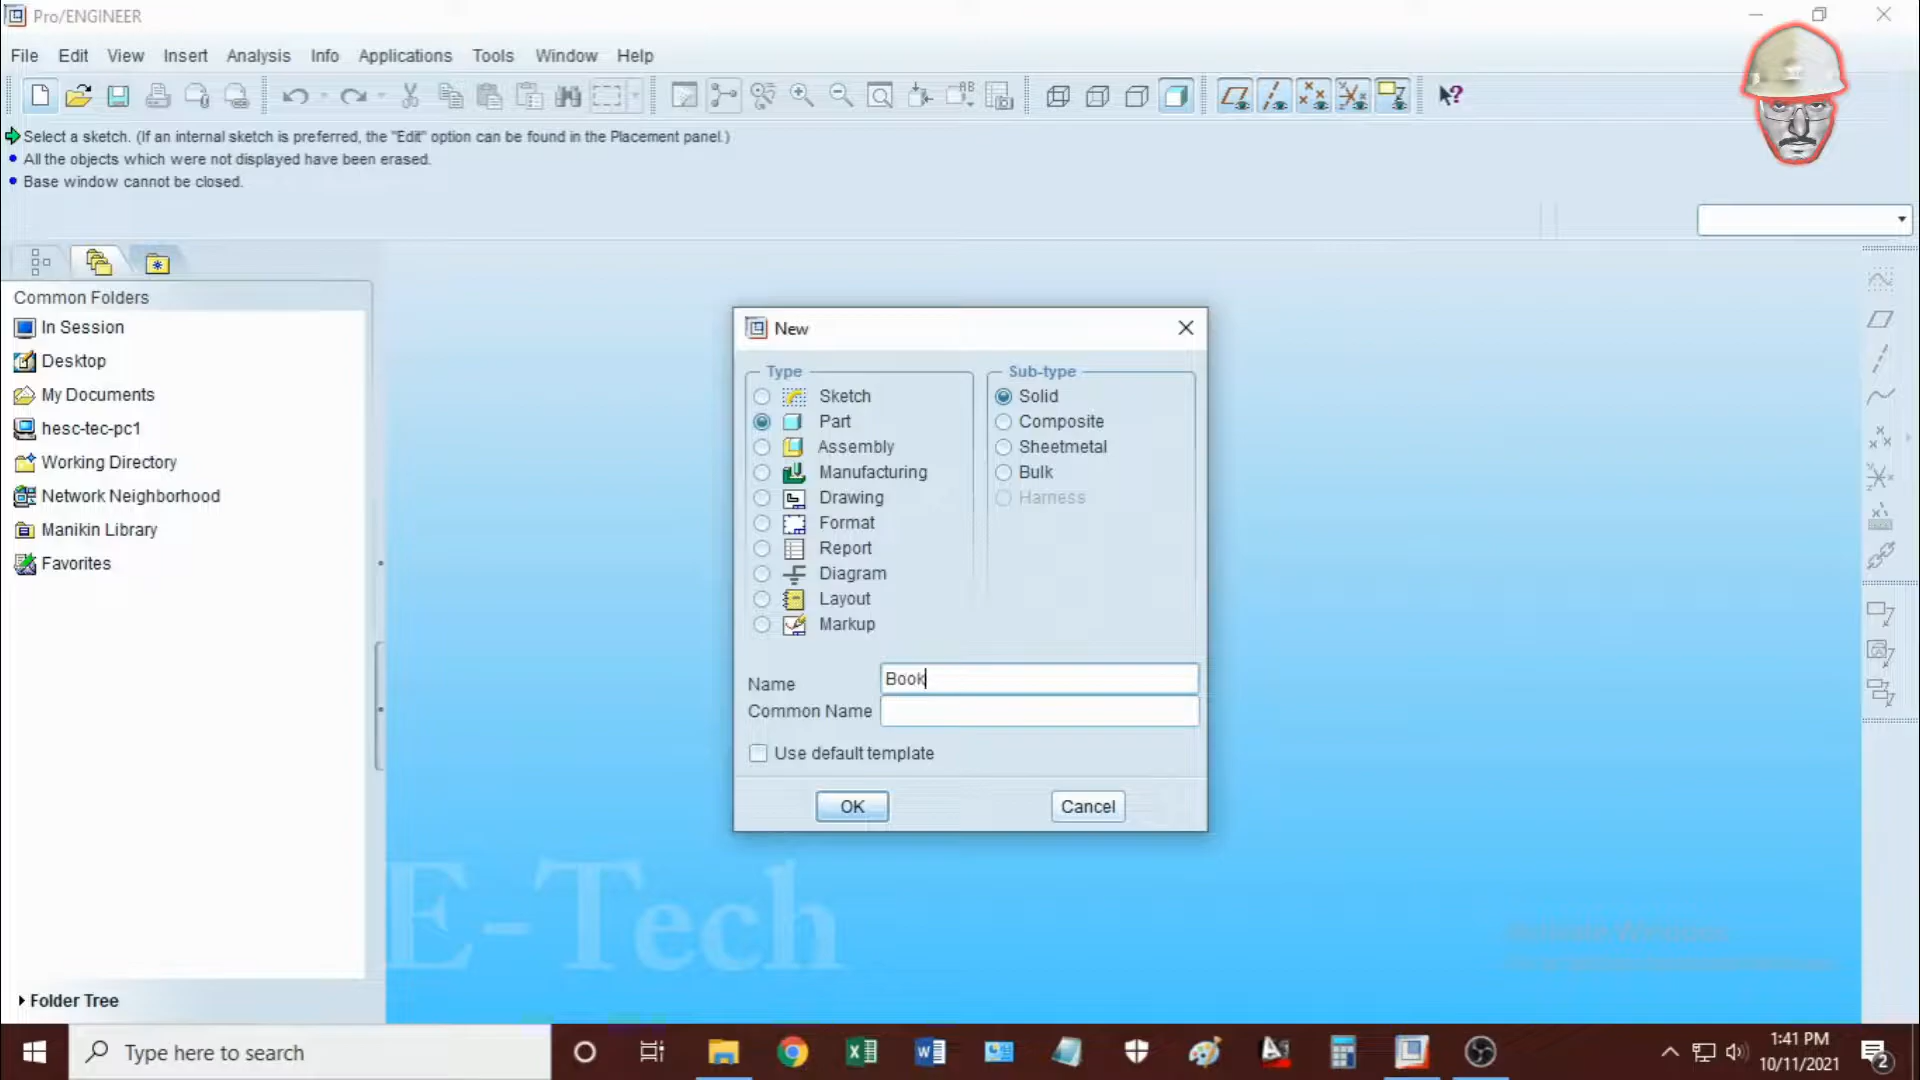 Pro/ENGINEER
File Edit View Insert Analysis Info Applications Tools Window Help
Select a sketch. (If an internal sketch is preferred, the "Edit" option can be found in the Placement panel.)
All the objects which were not displayed have been erased.
Base window cannot be closed.
Common Folders
In Session
Desktop
My Documents
hesc-tec-pc1
Working Directory
Network Neighborhood
Manikin Library
Favorites
Folder Tree
New
Type
Sketch
Part
Assembly
Manufacturing
Drawing
Format
Report
Diagram
Layout
Markup
Sub-type
Solid
Composite
Sheetmetal
Bulk
Harness
Name Book
Common Name
Use default template
OK Cancel
E-Tech
Activate Windows
Type here to search
1:41 PM
10/11/2021
2